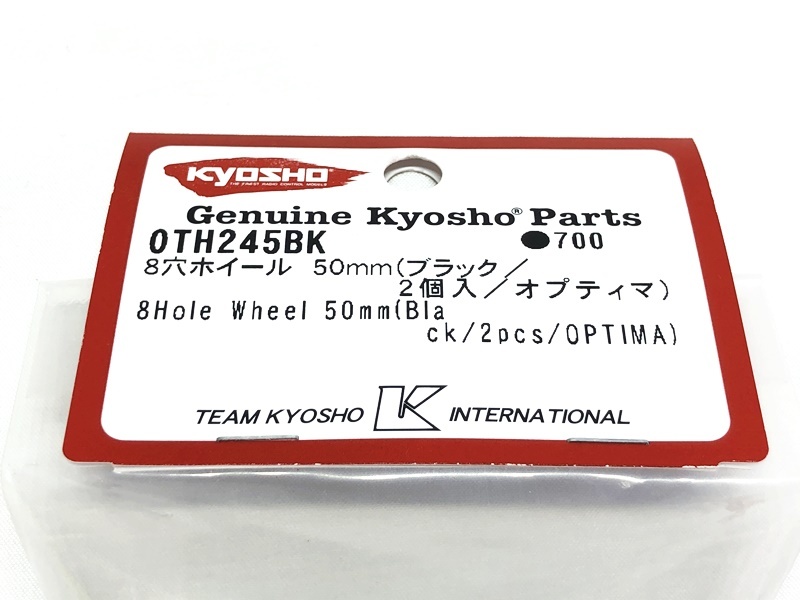 KYOSHO
THE FINEST RADIO CONTROL MODELS
Genuine Kyosho® Parts
OTH245BK ●700
8穴ホイール 50mm(ブラック／
2個入／オプティマ)
8Hole Wheel 50mm(Bla
ck/2pcs/OPTIMA)
TEAM KYOSHO K INTERNATIONAL